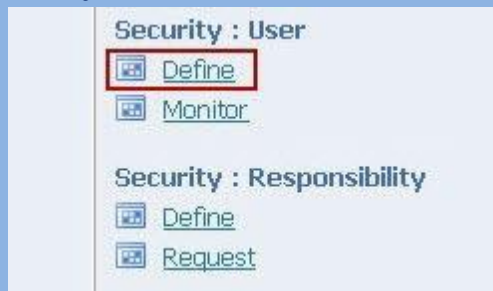 Security : User
Define
Monitor
Security : Responsibility
Define
Request